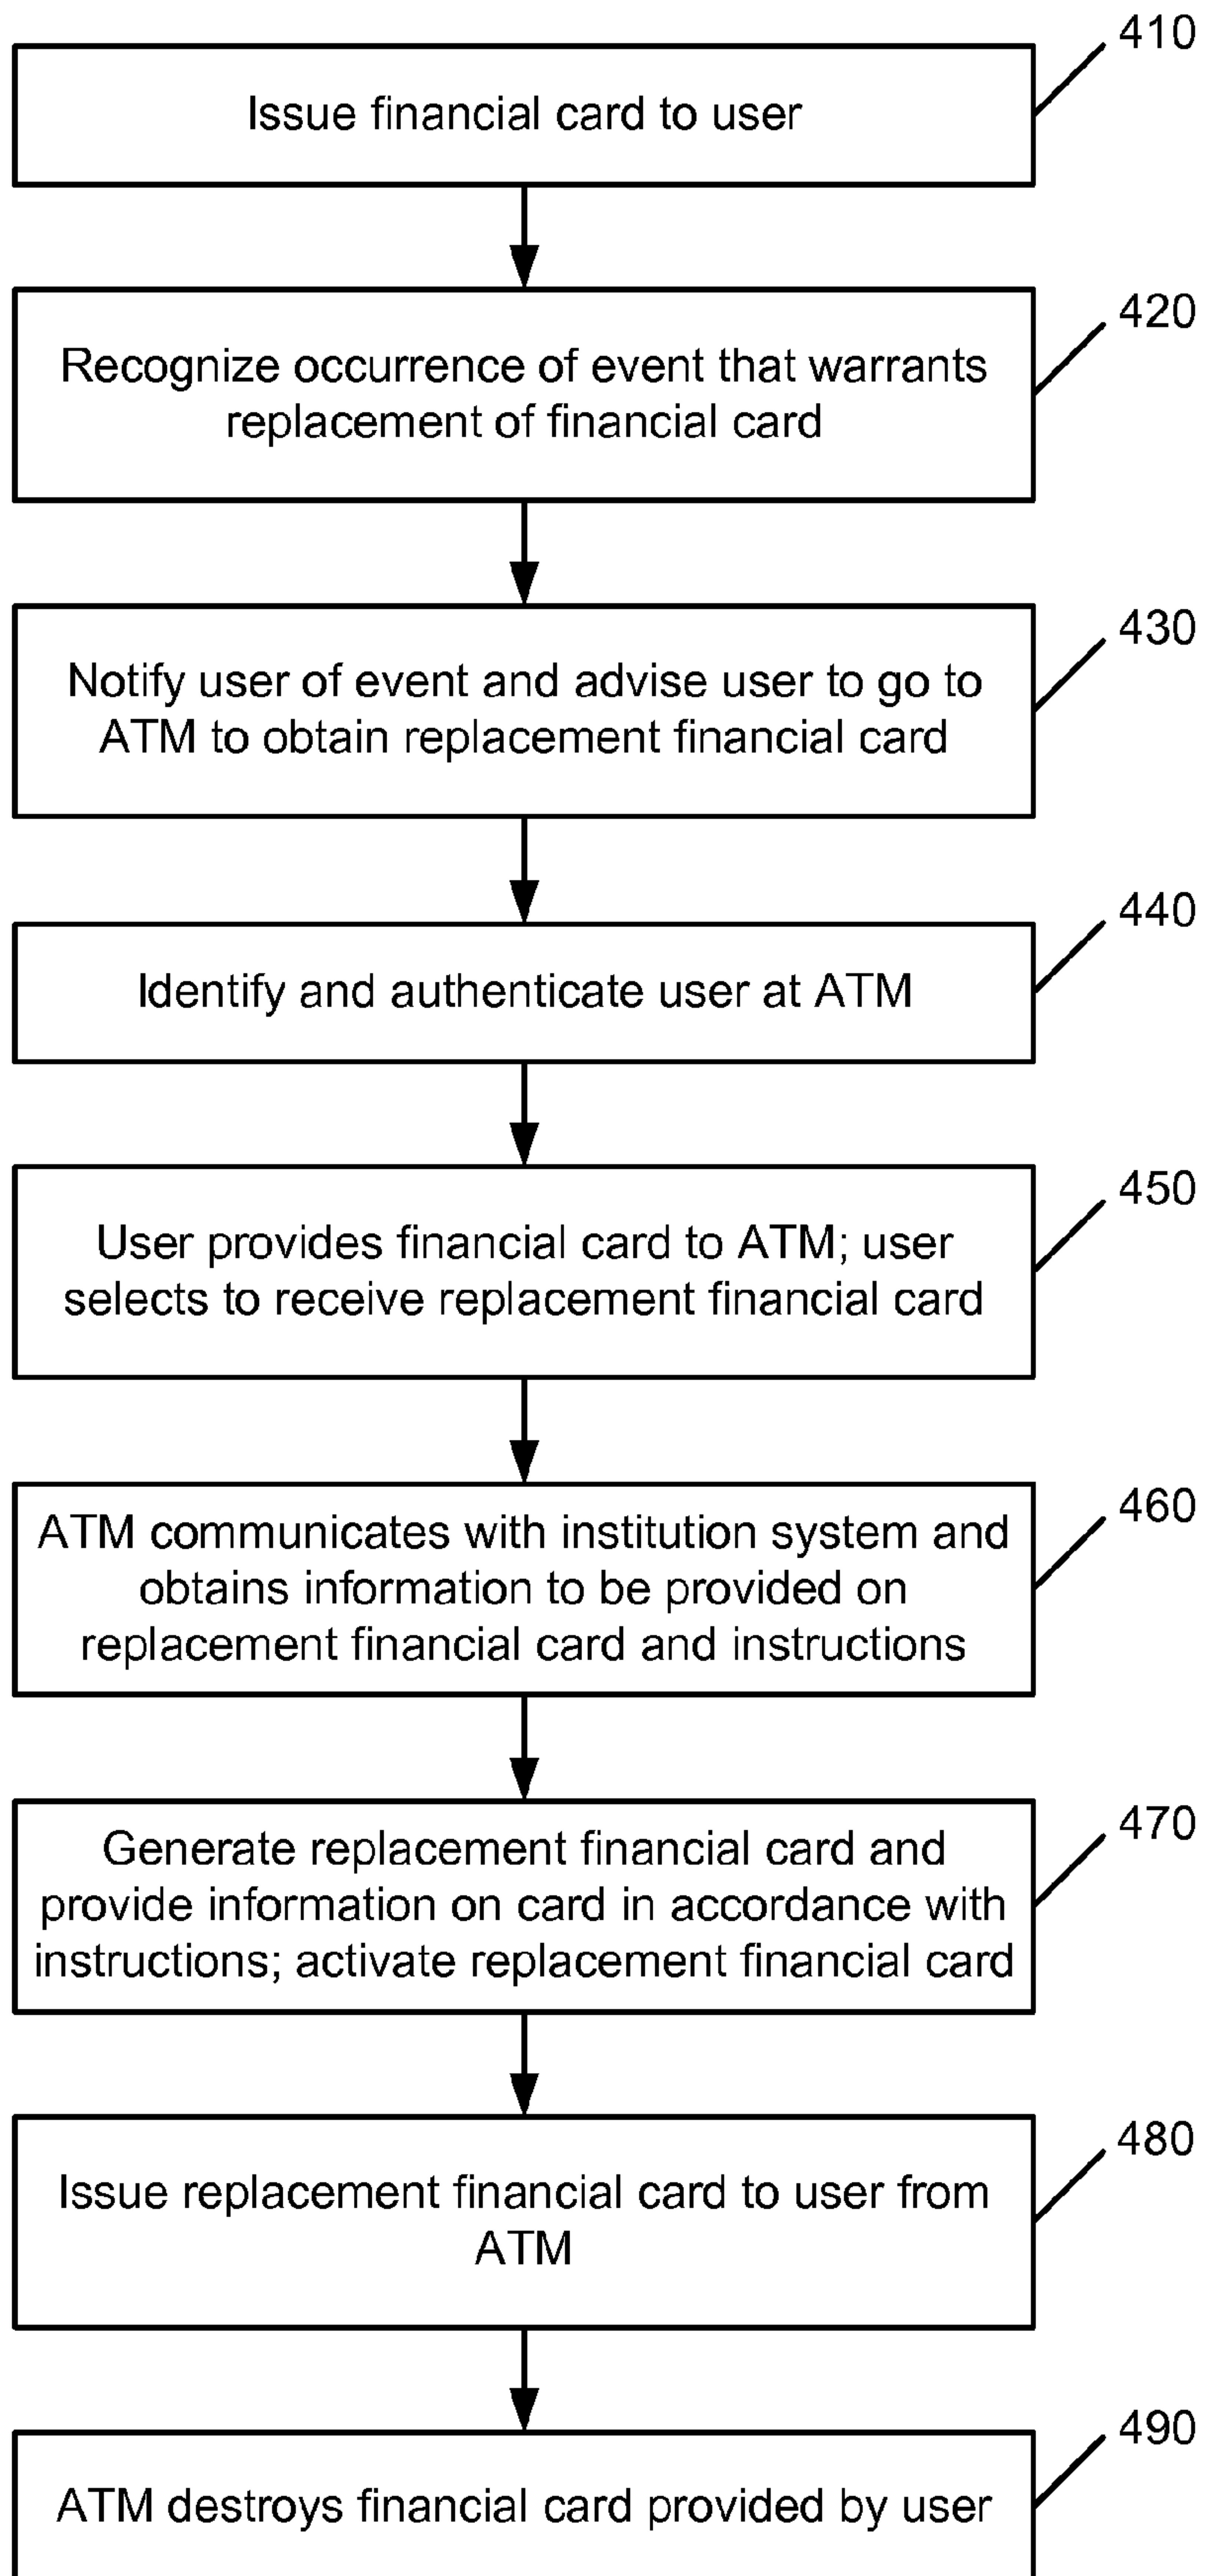 410
Issue financial card to user
420
Recognize occurrence of event that warrants
replacement of financial card
430
Notify user of event and advise user to go to
ATM to obtain replacement financial card
440
Identify and authenticate user at ATM
450
User provides financial card to ATM; user
selects to receive replacement financial card
460
ATM communicates with institution system and
obtains information to be provided on
replacement financial card and instructions
470
Generate replacement financial card and
provide information on card in accordance with
instructions; activate replacement financial card
480
Issue replacement financial card to user from
ATM
490
ATM destroys financial card provided by user